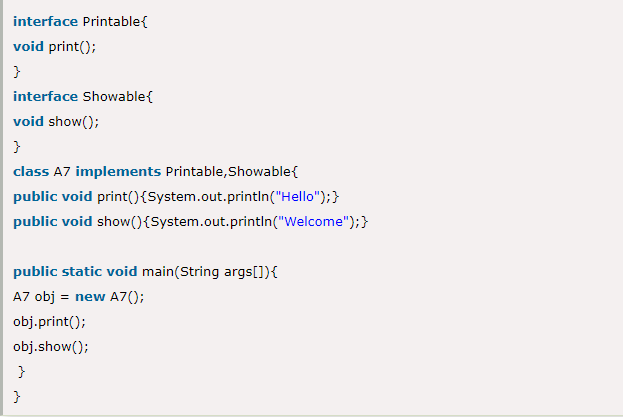 interface Printable{
void print();
}
interface Showable{
void show();
}
class A7 implements Printable,Showable{
public void print(){System.out.println("Hello");}
public void show(){System.out.println("Welcome");}
public static void main(String args[]){
A7 obj = new A7();
obj.print();
obj.show();
}
}